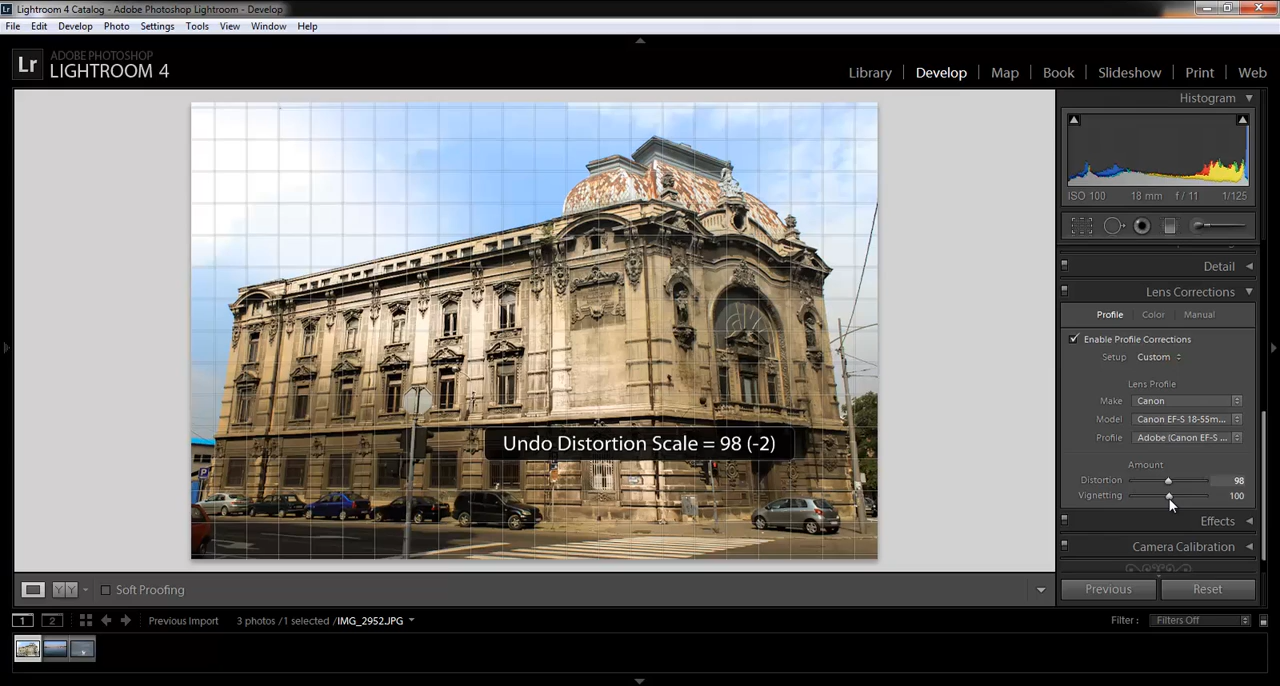 Lightroom 4 Catalog - Adobe Photoshop Lightroom - Develop
File Edit Develop Photo Settings Tools View Window Help
Lr
ADOBE PHOTOSHOP
LIGHTROOM 4
Library | Develop | Map | Book | Slideshow | Print | Web
Histogram
ISO 100 18 mm f / 11 1/125
Detail
Lens Corrections
Profile Color Manual
Enable Profile Corrections
Setup Custom
Lens Profile
Make Canon
Model Canon EF-S 18-55m...
Profile Adobe (Canon EF-S ...
Amount
Distortion 98
Vignetting 100
Undo Distortion Scale = 98 (-2)
P
Effects
Camera Calibration
Previous Reset
Y Y Soft Proofing
1 2 Previous Import 3 photos / 1 selected / IMG_2952.JPG
Filter : Filters Off